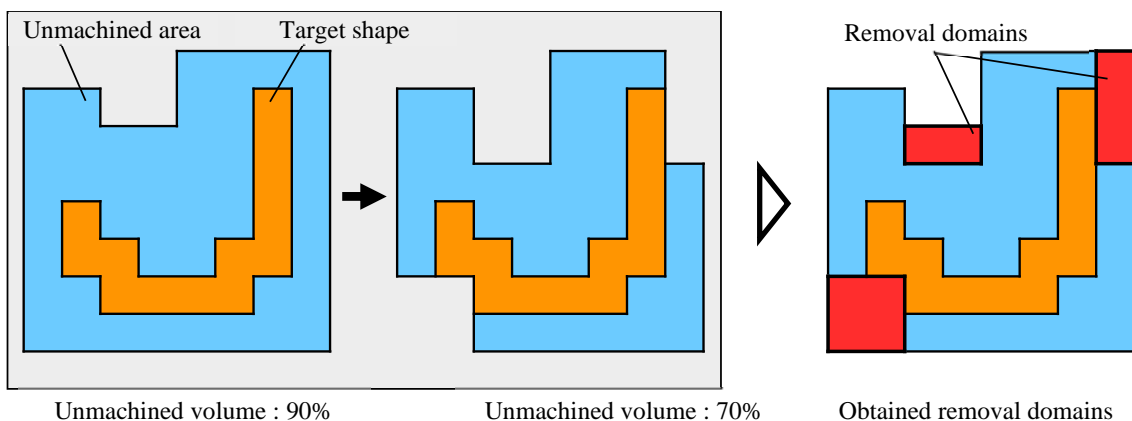 Unmachined area
Target shape
Removal domains
Unmachined volume : 90%
Unmachined volume : 70%
Obtained removal domains